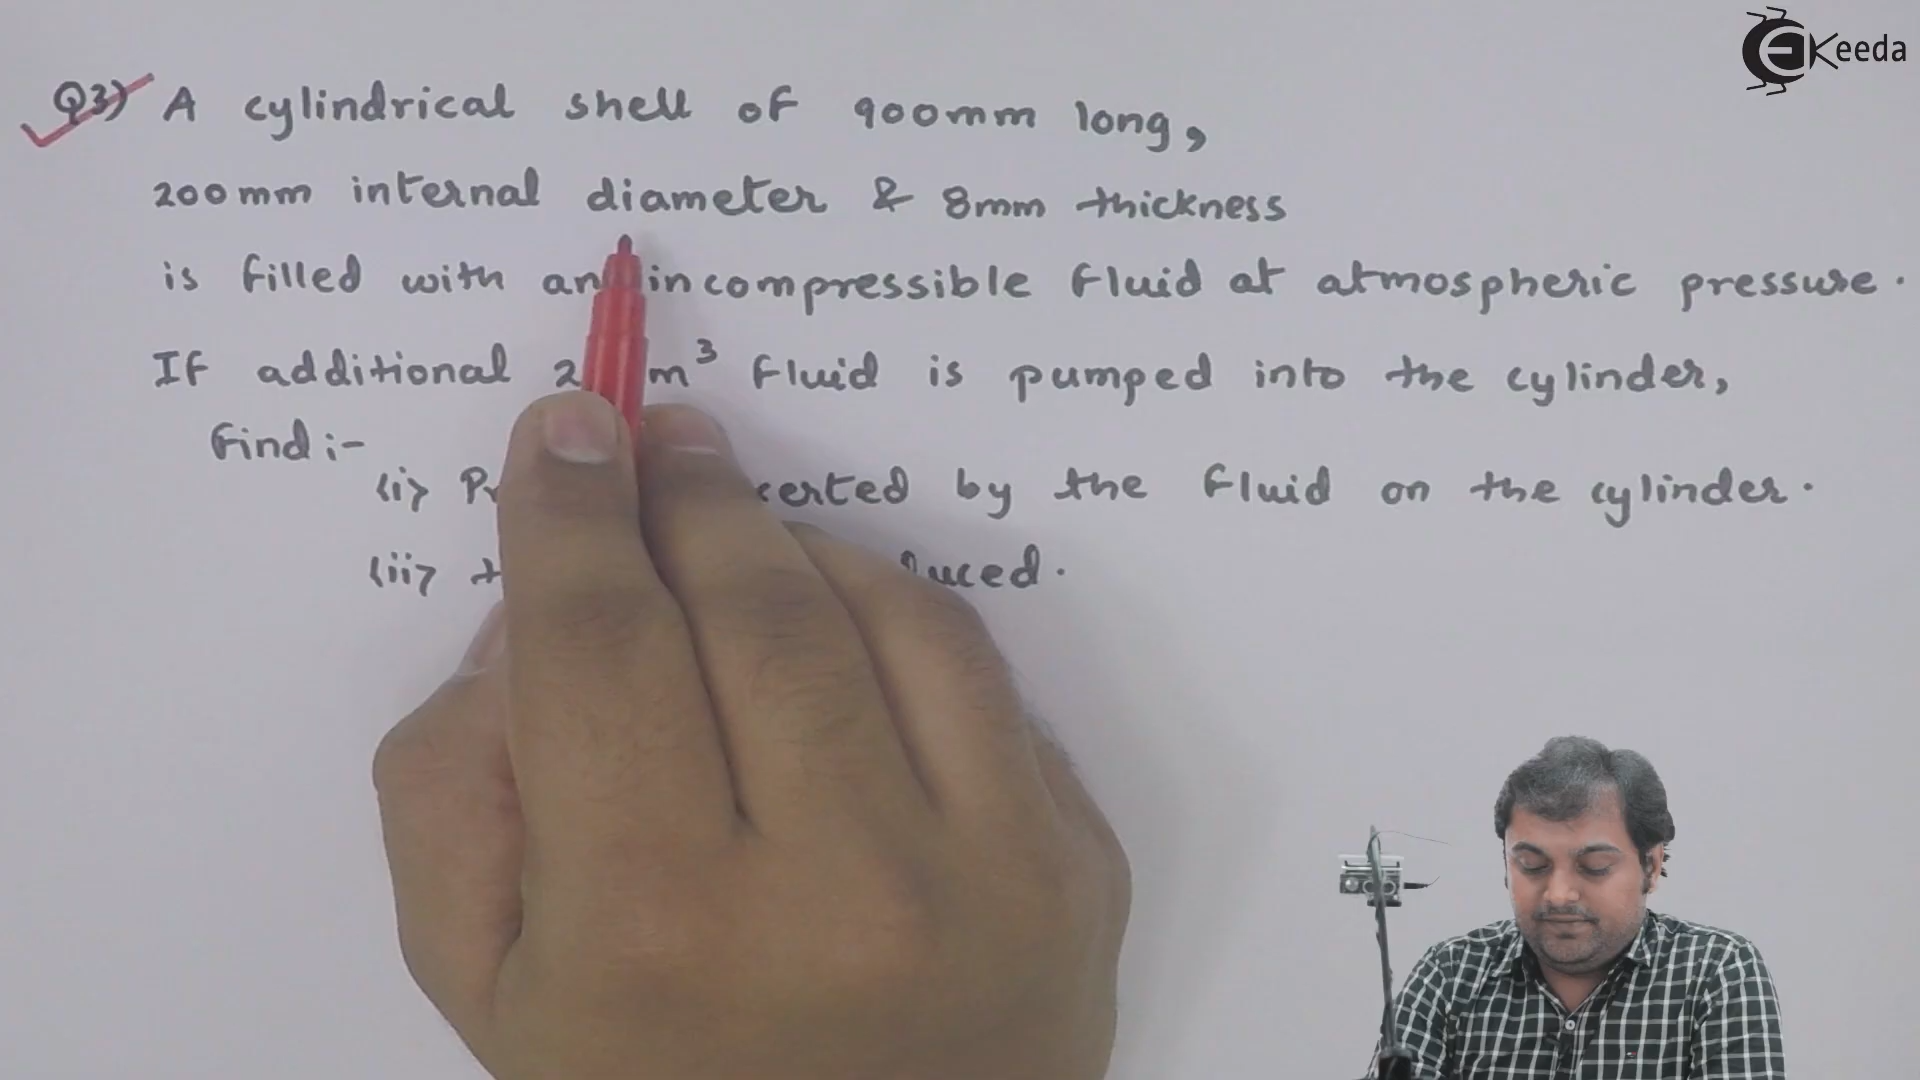 Keeda
Q3) A cylindrical shell of 900mm long,
200mm internal diameter & 8mm thickness
is filled with an incompressible fluid at atmospheric pressure.
If additional m³ fluid is pumped into the cylinder,
Find:-
(i) by the fluid on the cylinder.
(ii)